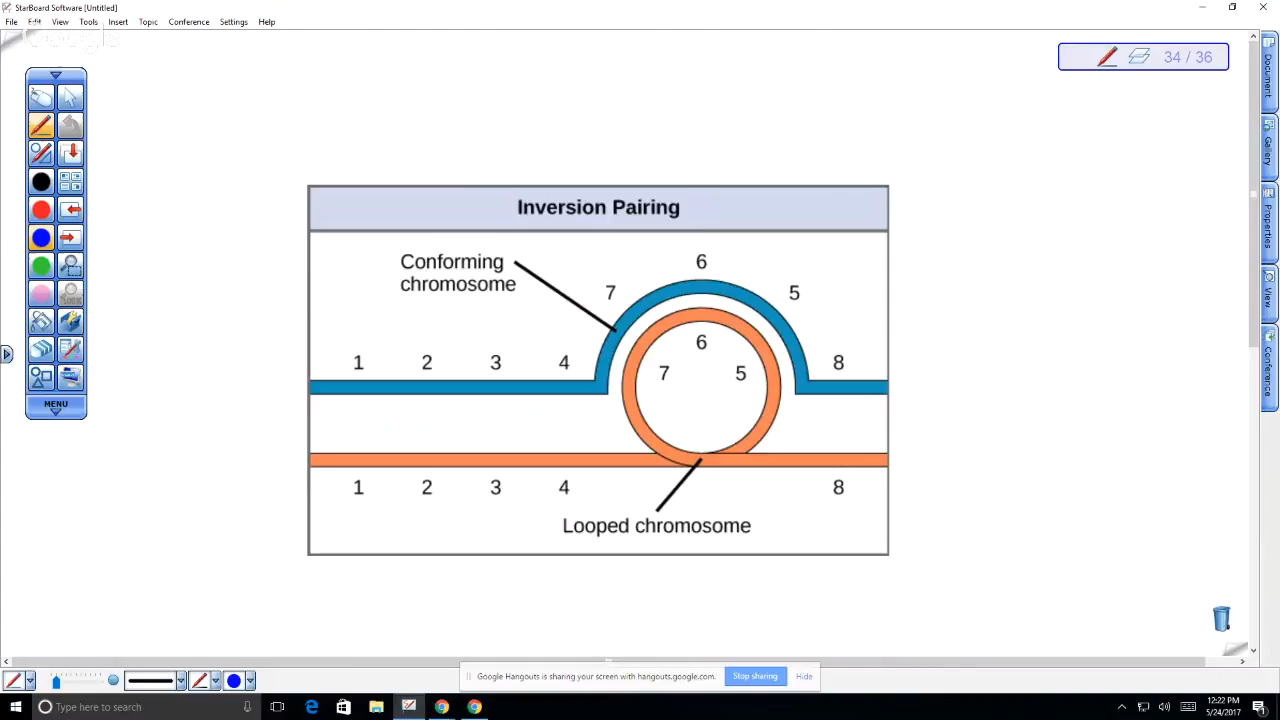 StarBoard Software [Untitled]
File Edit View Tools Insert Topic Conference Settings Help
34 / 36
Document
Gallery
Properties
View
Conference
MENU
Inversion Pairing
Conforming
chromosome
6
7 5
1 2 3 4 8
6
7 5
1 2 3 4 8
Looped chromosome
Google Hangouts is sharing your screen with hangouts.google.com. Stop sharing Hide
Type here to search
12:22 PM
5/24/2017